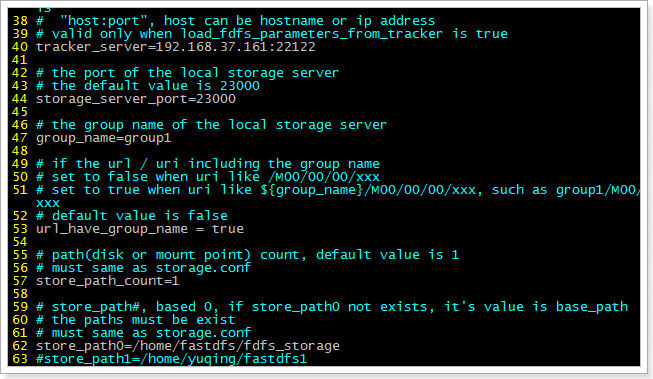 is
38 #  "host:port", host can be hostname or ip address
39 # valid only when load_fdfs_parameters_from_tracker is true
40 tracker_server=192.168.37.161:22122
41
42 # the port of the local storage server
43 # the default value is 23000
44 storage_server_port=23000
45
46 # the group name of the local storage server
47 group_name=group1
48
49 # if the url / uri including the group name
50 # set to false when uri like /M00/00/00/xxx
51 # set to true when uri like ${group_name}/M00/00/00/xxx, such as group1/M00/
xxx
52 # default value is false
53 url_have_group_name = true
54
55 # path(disk or mount point) count, default value is 1
56 # must same as storage.conf
57 store_path_count=1
58
59 # store_path#, based 0, if store_path0 not exists, it's value is base_path
60 # the paths must be exist
61 # must same as storage.conf
62 store_path0=/home/fastdfs/fdfs_storage
63 #store_path1=/home/yuqing/fastdfs1